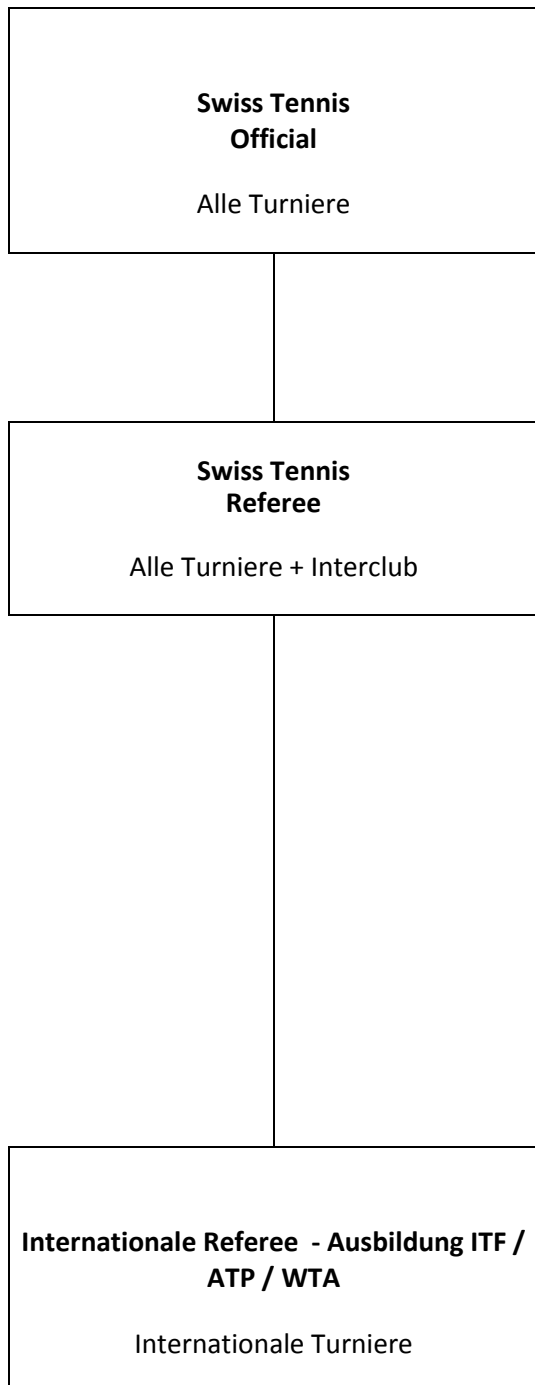 Swiss Tennis
Official
Alle Turniere
Swiss Tennis
Referee
Alle Turniere + Interclub
Internationale Referee - Ausbildung ITF /
ATP / WTA
Internationale Turniere